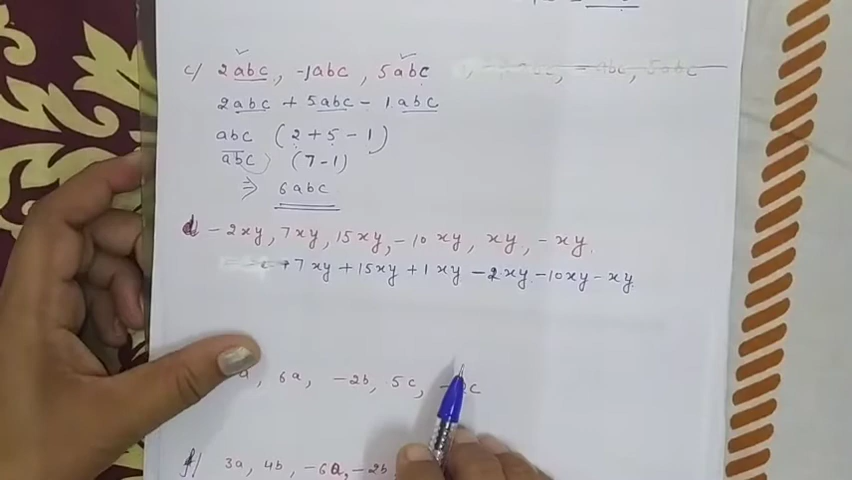 c/ 2abc, -1abc, 5abc
2abc + 5abc - 1abc
abc (2+5-1)
abc (7-1)
⇒ 6abc
d/ -2xy, 7xy, 15xy, -10xy, xy, -xy.
+7xy + 15xy + 1xy - 2xy - 10xy - xy.
6a, -2b, 5c,
f/ 3a, 4b, -6a, -2b